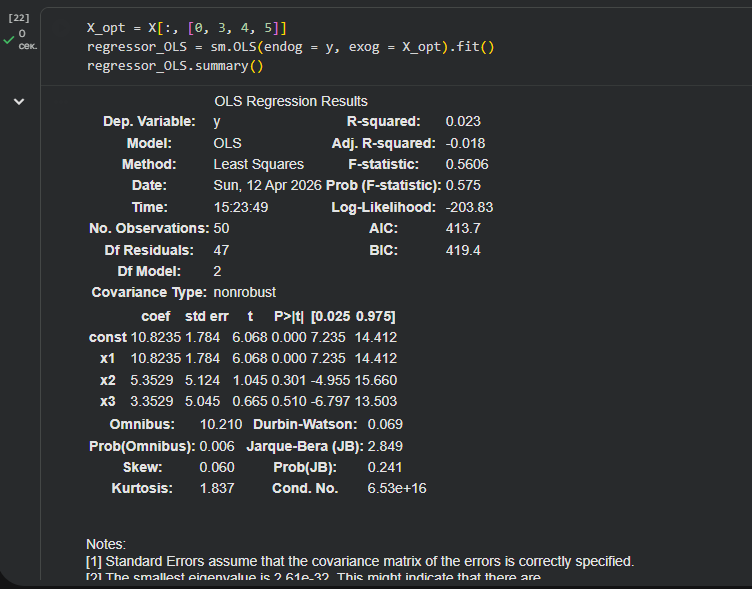 [22]
0
сек.
X_opt = X[:, [0, 3, 4, 5]]
regressor_OLS = sm.OLS(endog = y, exog = X_opt).fit()
regressor_OLS.summary()
OLS Regression Results
Dep. Variable: y R-squared: 0.023
Model: OLS Adj. R-squared: -0.018
Method: Least Squares F-statistic: 0.5606
Date: Sun, 12 Apr 2026 Prob (F-statistic): 0.575
Time: 15:23:49 Log-Likelihood: -203.83
No. Observations: 50 AIC: 413.7
Df Residuals: 47 BIC: 419.4
Df Model: 2
Covariance Type: nonrobust
coef std err t P>|t| [0.025 0.975]
const 10.8235 1.784 6.068 0.000 7.235 14.412
x1 10.8235 1.784 6.068 0.000 7.235 14.412
x2 5.3529 5.124 1.045 0.301 -4.955 15.660
x3 3.3529 5.045 0.665 0.510 -6.797 13.503
Omnibus: 10.210 Durbin-Watson: 0.069
Prob(Omnibus): 0.006 Jarque-Bera (JB): 2.849
Skew: 0.060 Prob(JB): 0.241
Kurtosis: 1.837 Cond. No. 6.53e+16
Notes:
[1] Standard Errors assume that the covariance matrix of the errors is correctly specified.
[2] The smallest eigenvalue is 2.61e-32. This might indicate that there are